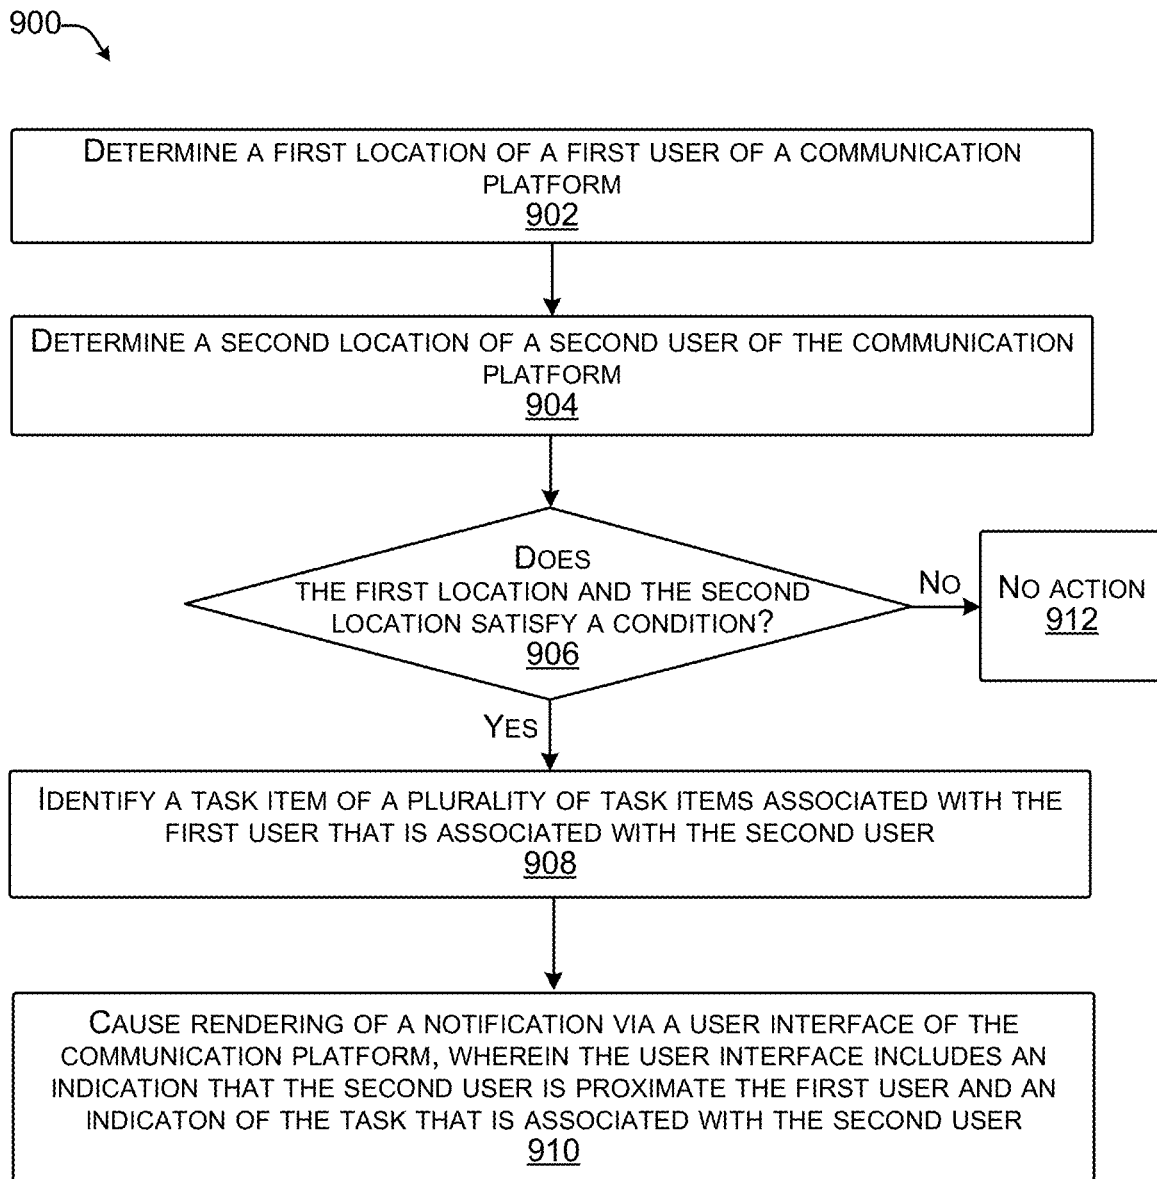 900
DETERMINE A FIRST LOCATION OF A FIRST USER OF A COMMUNICATION
PLATFORM
902
DETERMINE A SECOND LOCATION OF A SECOND USER OF THE COMMUNICATION
PLATFORM
904
DOES
THE FIRST LOCATION AND THE SECOND
LOCATION SATISFY A CONDITION?
906
NO
NO ACTION
912
YES
IDENTIFY A TASK ITEM OF A PLURALITY OF TASK ITEMS ASSOCIATED WITH THE
FIRST USER THAT IS ASSOCIATED WITH THE SECOND USER
908
CAUSE RENDERING OF A NOTIFICATION VIA A USER INTERFACE OF THE
COMMUNICATION PLATFORM, WHEREIN THE USER INTERFACE INCLUDES AN
INDICATION THAT THE SECOND USER IS PROXIMATE THE FIRST USER AND AN
INDICATON OF THE TASK THAT IS ASSOCIATED WITH THE SECOND USER
910